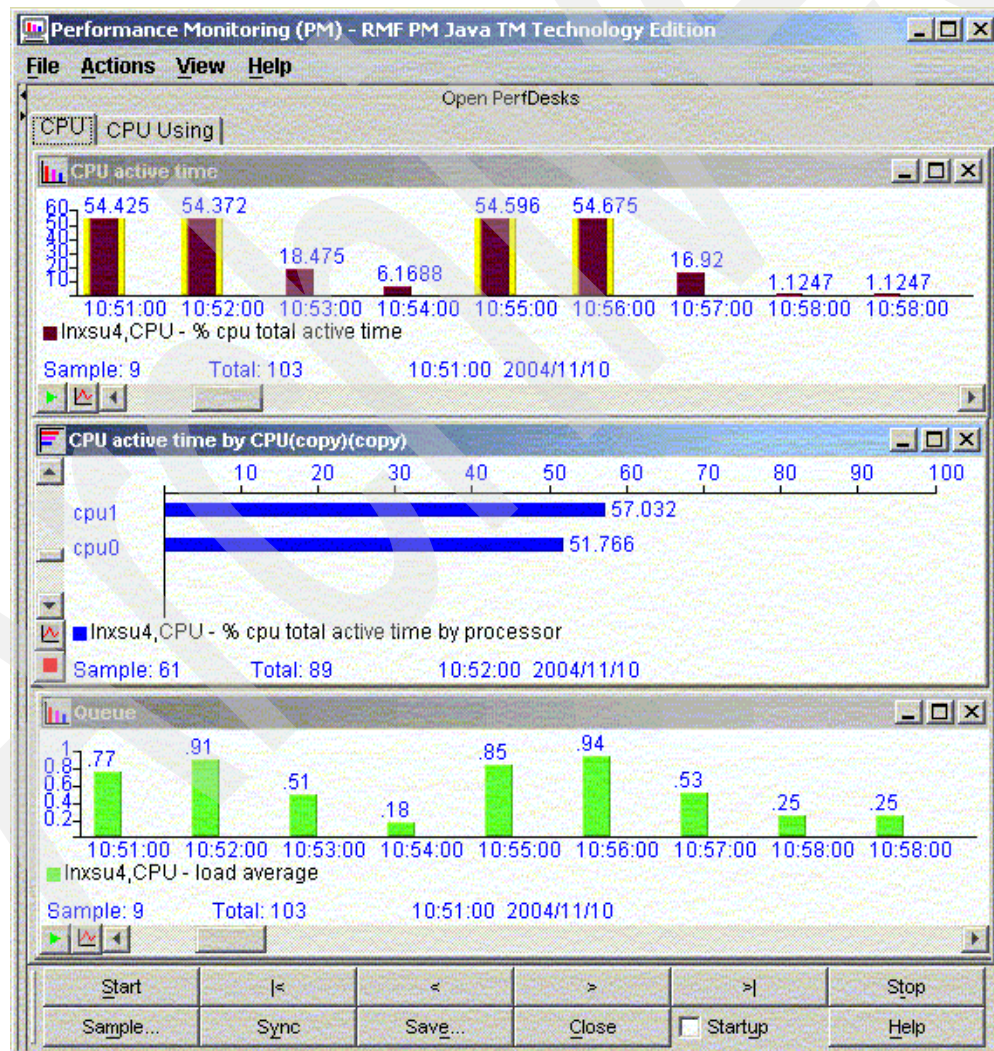 Performance Monitoring (PM) - RMF PM Java TM Technology Edition
File Actions View Help
Open PerfDesks
CPU CPU Using
CPU active time
60 54.425 54.372 54.596 54.675
50
40
30 18.475 16.92
20 6.1688 1.1247 1.1247
10
10:51:00 10:52:00 10:53:00 10:54:00 10:55:00 10:56:00 10:57:00 10:58:00 10:58:00
lnxsu4,CPU - % cpu total active time
Sample: 9 Total: 103 10:51:00 2004/11/10
CPU active time by CPU(copy)(copy)
10 20 30 40 50 60 70 80 90 100
cpu1 57.032
cpu0 51.766
lnxsu4,CPU - % cpu total active time by processor
Sample: 61 Total: 89 10:52:00 2004/11/10
Queue
1 .77 .91 .85 .94
0.8
0.6 .51 .53
0.4 .18 .25 .25
0.2
10:51:00 10:52:00 10:53:00 10:54:00 10:55:00 10:56:00 10:57:00 10:58:00 10:58:00
lnxsu4,CPU - load average
Sample: 9 Total: 103 10:51:00 2004/11/10
Start |< < > >| Stop
Sample... Sync Save... Close Startup Help